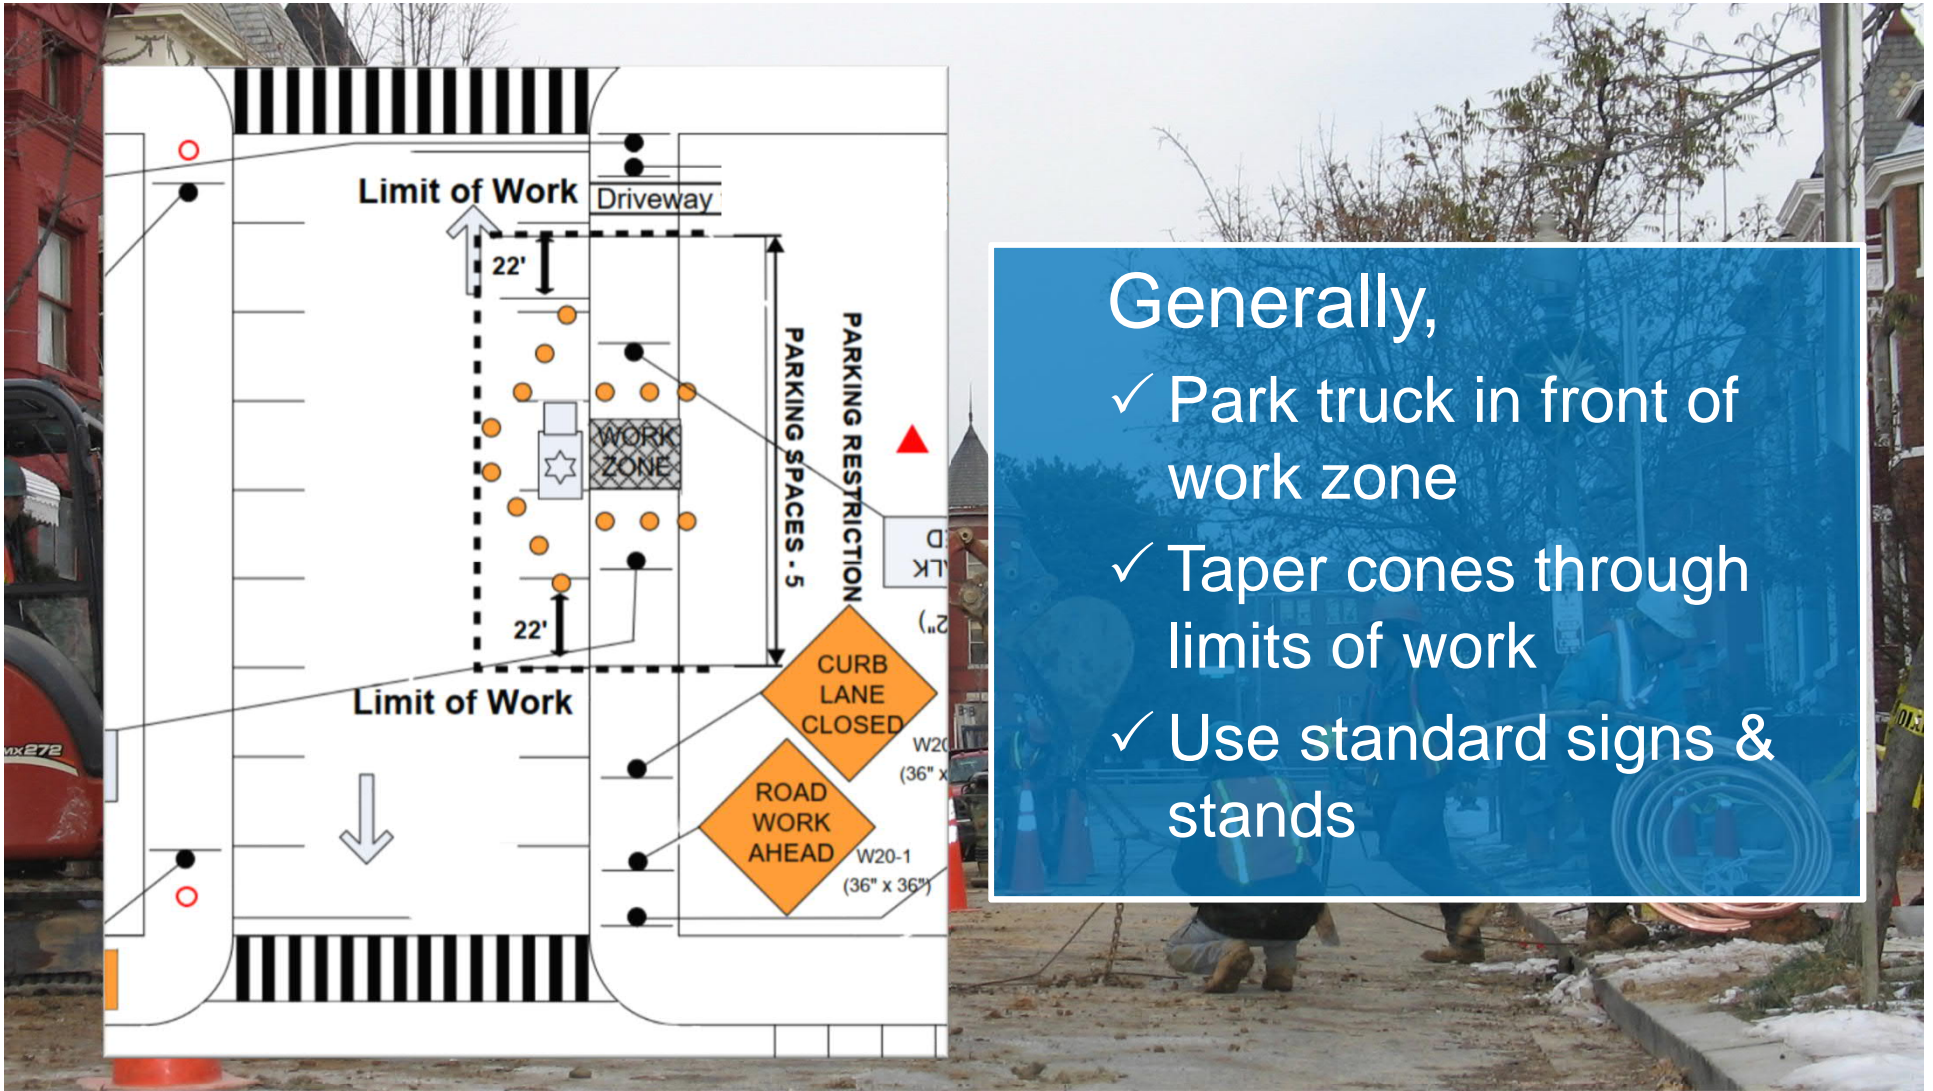 Limit of Work
Driveway
22'
PARKING SPACES - 5
PARKING RESTRICTION
WORK
ZONE
22'
Limit of Work
CURB
LANE
CLOSED
W20
(36" x
ROAD
WORK
AHEAD
W20-1
(36" x 36")
Generally,
✓ Park truck in front of
work zone
✓ Taper cones through
limits of work
✓ Use standard signs &
stands